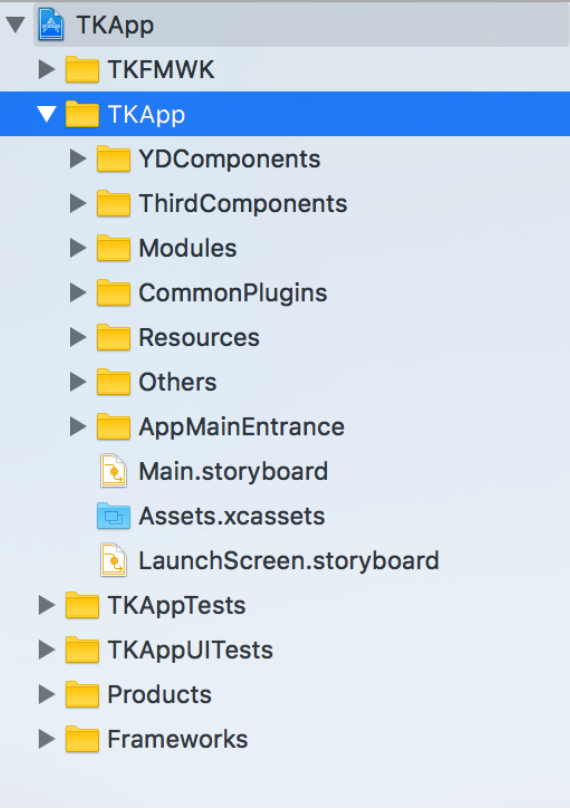 TKApp
TKFMWK
TKApp
YDComponents
ThirdComponents
Modules
CommonPlugins
Resources
Others
AppMainEntrance
Main.storyboard
Assets.xcassets
LaunchScreen.storyboard
TKAppTests
TKAppUITests
Products
Frameworks